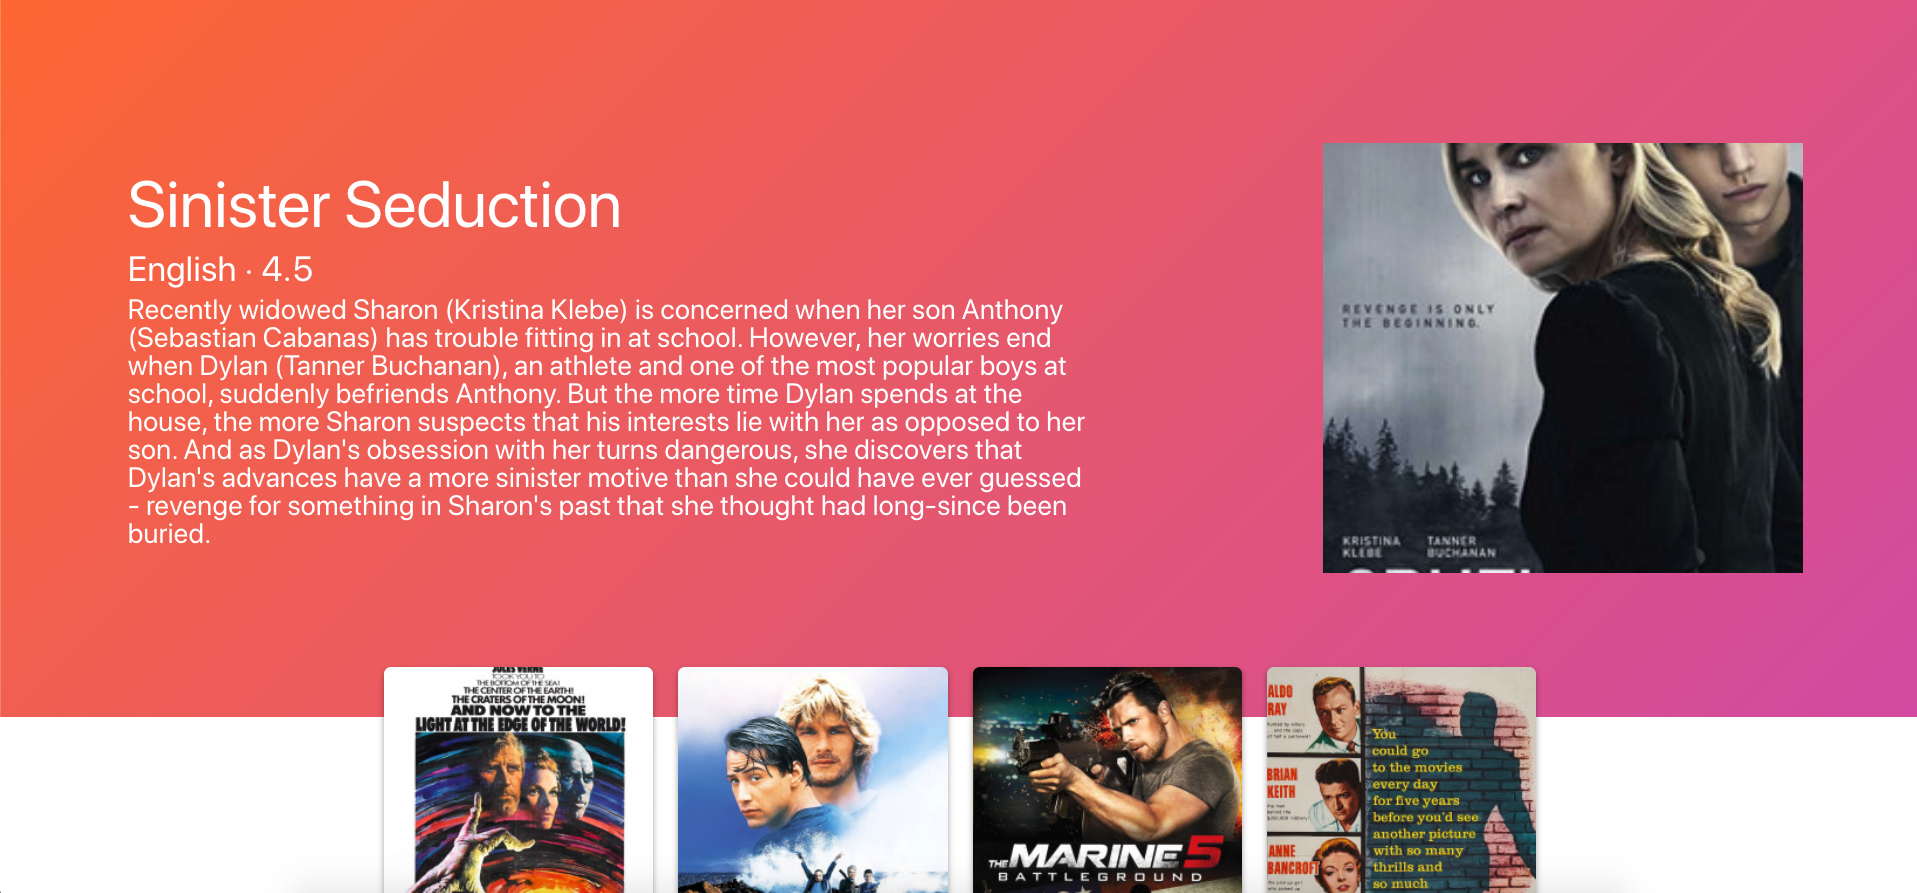 Sinister Seduction
English · 4.5
Recently widowed Sharon (Kristina Klebe) is concerned when her son Anthony
(Sebastian Cabanas) has trouble fitting in at school. However, her worries end
when Dylan (Tanner Buchanan), an athlete and one of the most popular boys at
school, suddenly befriends Anthony. But the more time Dylan spends at the
house, the more Sharon suspects that his interests lie with her as opposed to her
son. And as Dylan's obsession with her turns dangerous, she discovers that
Dylan's advances have a more sinister motive than she could have ever guessed
- revenge for something in Sharon's past that she thought had long-since been
buried.
REVENGE IS ONLY
THE BEGINNING.
KRISTINA
KLEBE
TANNER
BUCHANAN
JULES VERNE
TOOK YOU TO
THE BOTTOM OF THE SEA!
THE CENTER OF THE EARTH!
THE CRATERS OF THE MOON!
AND NOW TO THE
LIGHT AT THE EDGE OF THE WORLD!
THE MARINE 5
BATTLEGROUND
ALDO
RAY
BRIAN
KEITH
ANNE
BANCROFT
You
could go
to the movies
every day
for five years
before you'd see
another picture
with so many
thrills and
so much